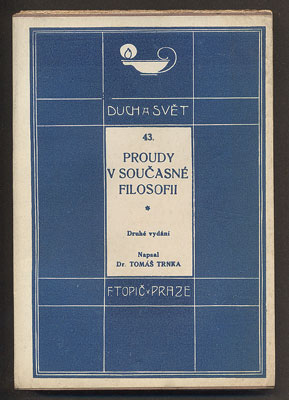 DUCH A SVĚT
43.
PROUDY
V SOUČASNÉ
FILOSOFII
*
Druhé vydání
Napsal
Dr. TOMÁŠ TRNKA
F. TOPIČ V PRAZE